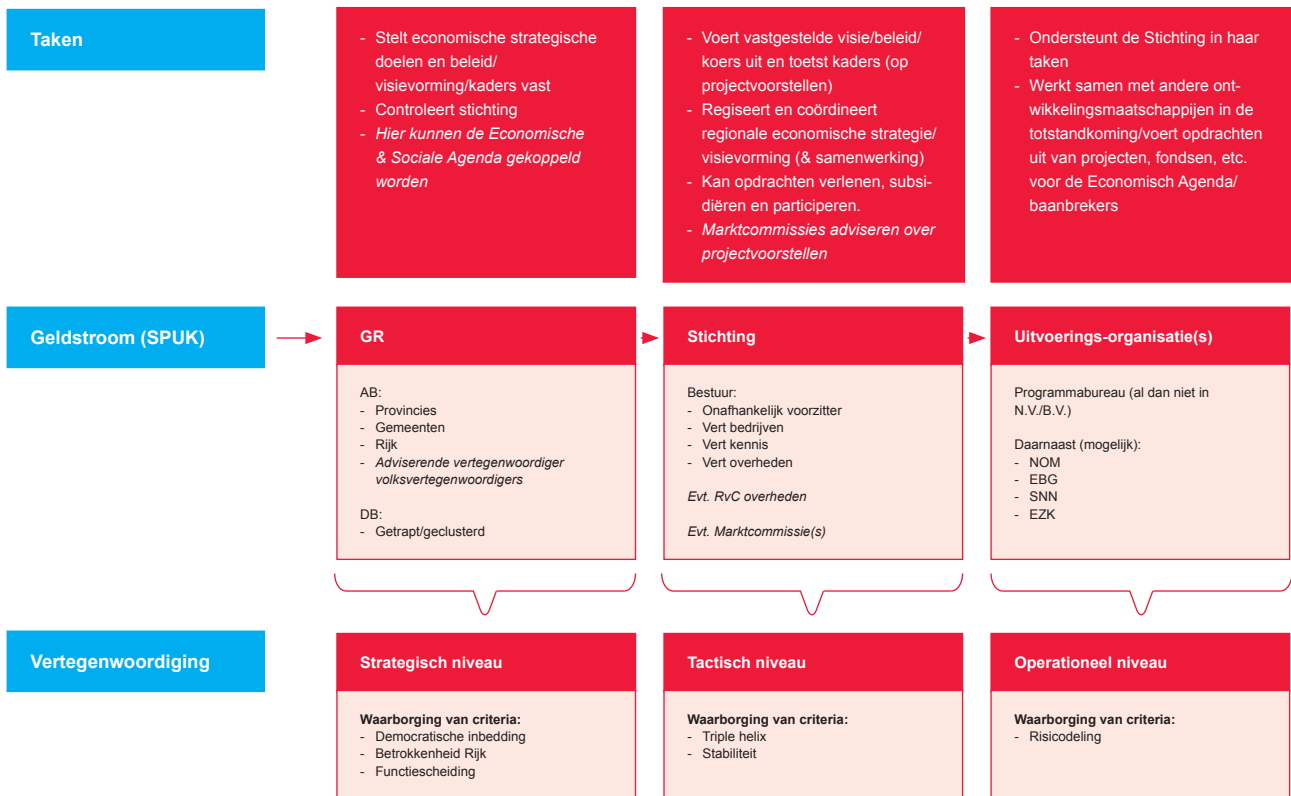 Taken
- Stelt economische strategische
doelen en beleid/
visievorming/kaders vast
- Controleert stichting
- Hier kunnen de Economische
& Sociale Agenda gekoppeld
worden
- Voert vastgestelde visie/beleid/
koers uit en toetst kaders (op
projectvoorstellen)
- Regiseert en coördineert
regionale economische strategie/
visievorming (& samenwerking)
- Kan opdrachten verlenen, subsi-
diëren en participeren.
- Marktcommissies adviseren over
projectvoorstellen
- Ondersteunt de Stichting in haar
taken
- Werkt samen met andere ont-
wikkelingsmaatschappijen in de
totstandkoming/voert opdrachten
uit van projecten, fondsen, etc.
voor de Economisch Agenda/
baanbrekers
Geldstroom (SPUK)
GR
AB:
- Provincies
- Gemeenten
- Rijk
- Adviserende vertegenwoordiger
volksvertegenwoordigers
DB:
- Getrapt/geclusterd
Stichting
Bestuur:
- Onafhankelijk voorzitter
- Vert bedrijven
- Vert kennis
- Vert overheden
Evt. RvC overheden
Evt. Marktcommissie(s)
Uitvoerings-organisatie(s)
Programmabureau (al dan niet in
N.V./B.V.)
Daarnaast (mogelijk):
- NOM
- EBG
- SNN
- EZK
Vertegenwoordiging
Strategisch niveau
Waarborging van criteria:
- Democratische inbedding
- Betrokkenheid Rijk
- Functiescheiding
Tactisch niveau
Waarborging van criteria:
- Triple helix
- Stabiliteit
Operationeel niveau
Waarborging van criteria:
- Risicodeling